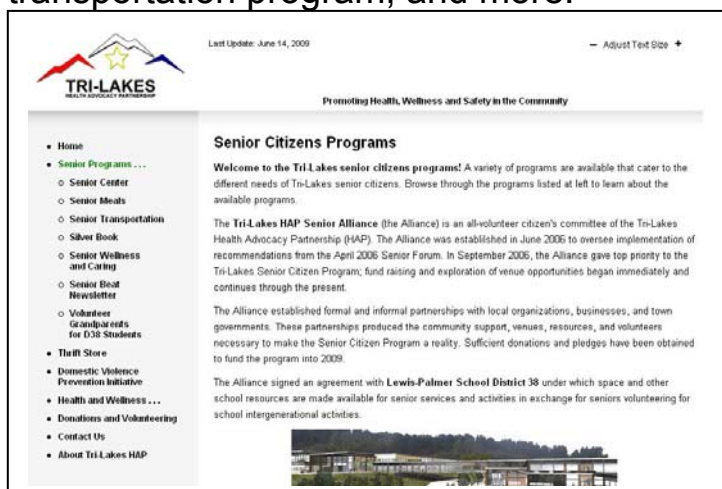 transportation program, and more.
Last Update: June 14, 2009
– Adjust Text Size +
TRI-LAKES
HEALTH ADVOCACY PARTNERSHIP
Promoting Health, Wellness and Safety in the Community
Home
Senior Programs . . .
Senior Center
Senior Meals
Senior Transportation
Silver Book
Senior Wellness
and Caring
Senior Beat
Newsletter
Volunteer
Grandparents
for D38 Students
Thrift Store
Domestic Violence
Prevention Initiative
Health and Wellness . . .
Donations and Volunteering
Contact Us
About Tri-Lakes HAP
Senior Citizens Programs
Welcome to the Tri-Lakes senior citizens programs! A variety of programs are available that cater to the
different needs of Tri-Lakes senior citizens. Browse through the programs listed at left to learn about the
available programs.
The Tri-Lakes HAP Senior Alliance (the Alliance) is an all-volunteer citizen's committee of the Tri-Lakes
Health Advocacy Partnership (HAP). The Alliance was established in June 2006 to oversee implementation of
recommendations from the April 2006 Senior Forum. In September 2006, the Alliance gave top priority to the
Tri-Lakes Senior Citizen Program; fund raising and exploration of venue opportunities began immediately and
continues through the present.
The Alliance established formal and informal partnerships with local organizations, businesses, and town
governments. These partnerships produced the community support, venues, resources, and volunteers
necessary to make the Senior Citizen Program a reality. Sufficient donations and pledges have been obtained
to fund the program into 2009.
The Alliance signed an agreement with Lewis-Palmer School District 38 under which space and other
school resources are made available for senior services and activities in exchange for seniors volunteering for
school intergenerational activities.